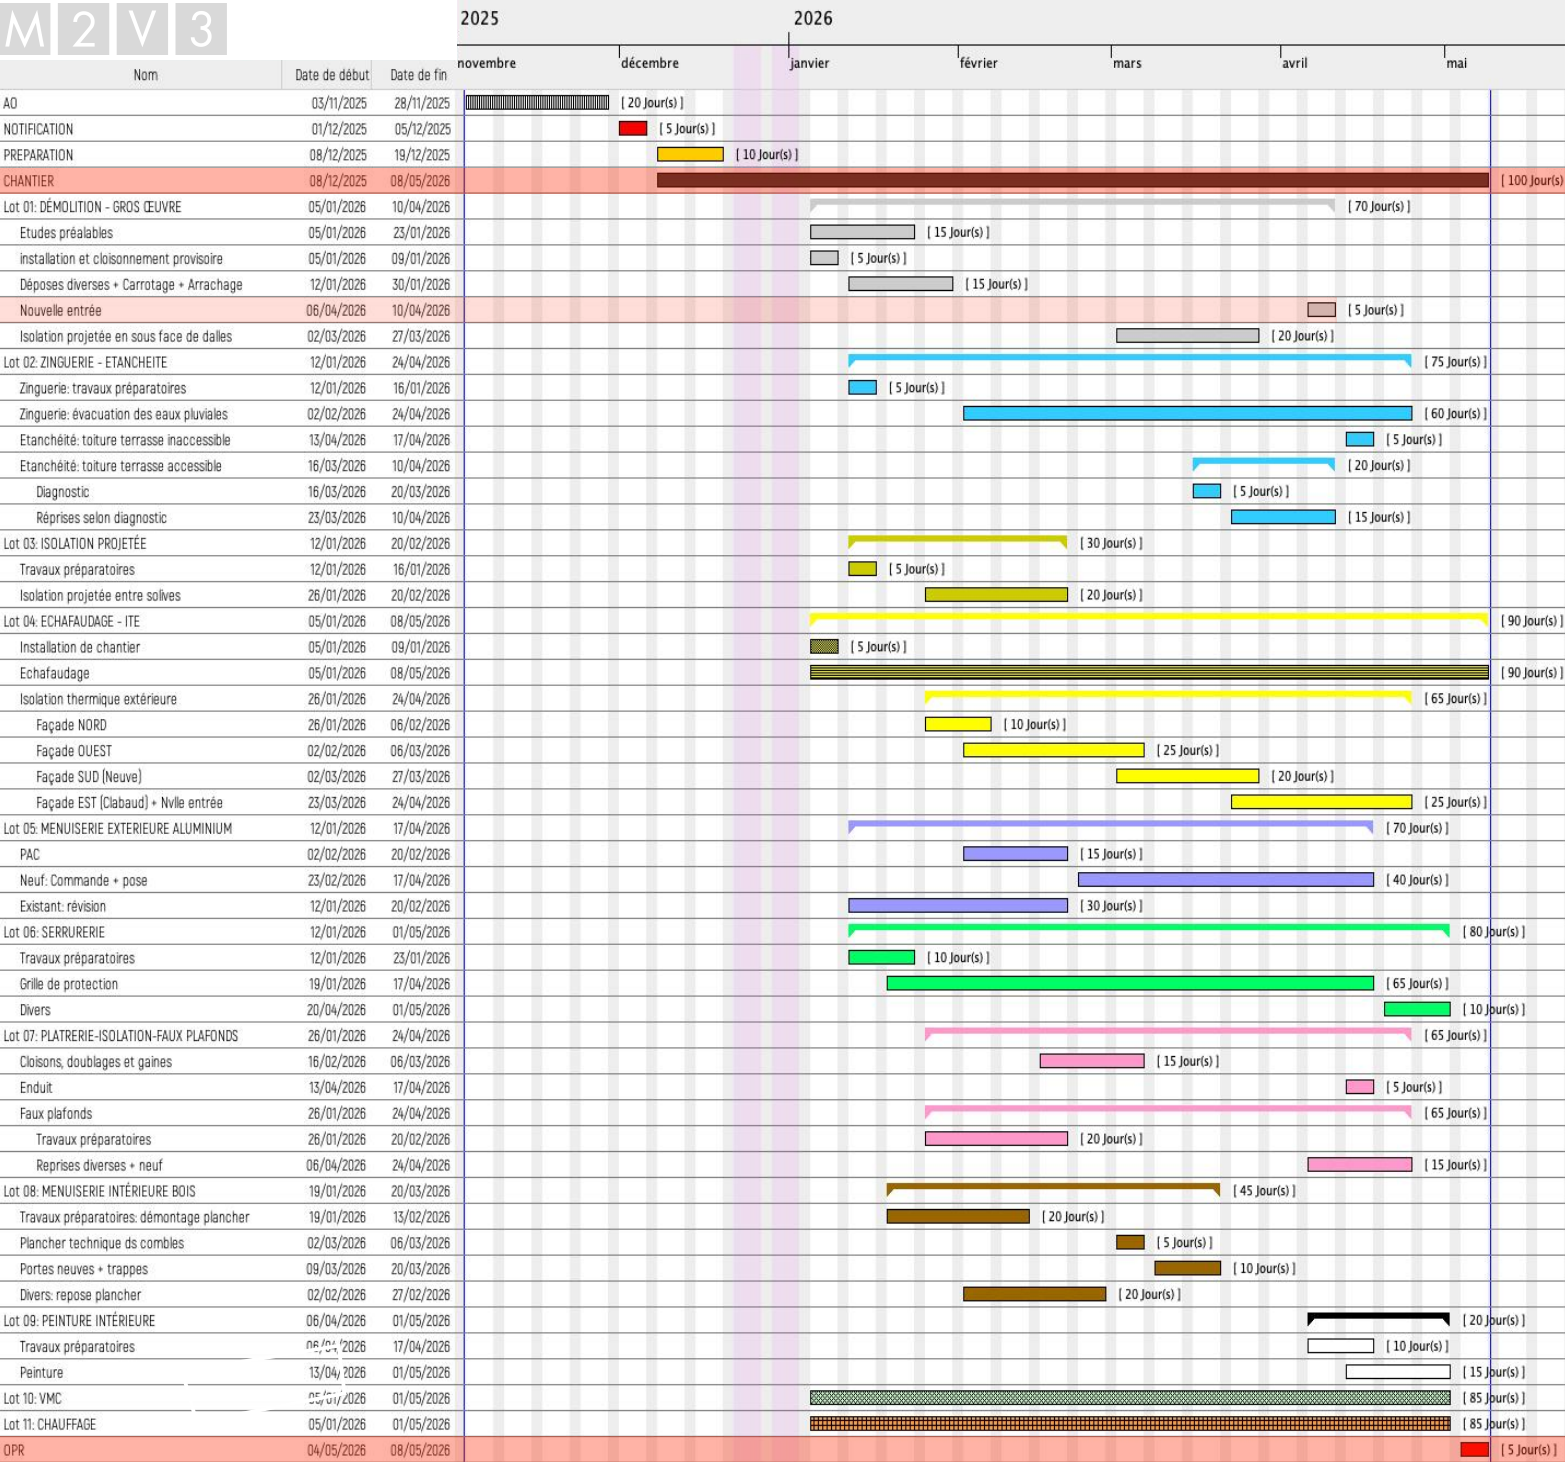 M 2 V 3
2025 2026
novembre décembre janvier février mars avril mai
Nom Date de début Date de fin
AO 03/11/2025 28/11/2025 [ 20 Jour(s) ]
NOTIFICATION 01/12/2025 05/12/2025 [ 5 Jour(s) ]
PREPARATION 08/12/2025 19/12/2025 [ 10 Jour(s) ]
CHANTIER 08/12/2025 08/05/2026 [ 100 Jour(s)
Lot 01: DÉMOLITION - GROS ŒUVRE 05/01/2026 10/04/2026 [ 70 Jour(s) ]
Etudes préalables 05/01/2026 23/01/2026 [ 15 Jour(s) ]
installation et cloisonnement provisoire 05/01/2026 09/01/2026 [ 5 Jour(s) ]
Déposes diverses + Carrotage + Arrachage 12/01/2026 30/01/2026 [ 15 Jour(s) ]
Nouvelle entrée 06/04/2026 10/04/2026 [ 5 Jour(s) ]
Isolation projetée en sous face de dalles 02/03/2026 27/03/2026 [ 20 Jour(s) ]
Lot 02: ZINGUERIE - ETANCHEITE 12/01/2026 24/04/2026 [ 75 Jour(s) ]
Zinguerie: travaux préparatoires 12/01/2026 16/01/2026 [ 5 Jour(s) ]
Zinguerie: évacuation des eaux pluviales 02/02/2026 24/04/2026 [ 60 Jour(s) ]
Etanchéité: toiture terrasse inaccessible 13/04/2026 17/04/2026 [ 5 Jour(s) ]
Etanchéité: toiture terrasse accessible 16/03/2026 10/04/2026 [ 20 Jour(s) ]
Diagnostic 16/03/2026 20/03/2026 [ 5 Jour(s) ]
Réprises selon diagnostic 23/03/2026 10/04/2026 [ 15 Jour(s) ]
Lot 03: ISOLATION PROJETÉE 12/01/2026 20/02/2026 [ 30 Jour(s) ]
Travaux préparatoires 12/01/2026 16/01/2026 [ 5 Jour(s) ]
Isolation projetée entre solives 26/01/2026 20/02/2026 [ 20 Jour(s) ]
Lot 04: ECHAFAUDAGE - ITE 05/01/2026 08/05/2026 [ 90 Jour(s) ]
Installation de chantier 05/01/2026 09/01/2026 [ 5 Jour(s) ]
Echafaudage 05/01/2026 08/05/2026 [ 90 Jour(s) ]
Isolation thermique extérieure 26/01/2026 24/04/2026 [ 65 Jour(s) ]
Façade NORD 26/01/2026 06/02/2026 [ 10 Jour(s) ]
Façade OUEST 02/02/2026 06/03/2026 [ 25 Jour(s) ]
Façade SUD (Neuve) 02/03/2026 27/03/2026 [ 20 Jour(s) ]
Façade EST (Clabaud) + Nvlle entrée 23/03/2026 24/04/2026 [ 25 Jour(s) ]
Lot 05: MENUISERIE EXTERIEURE ALUMINIUM 12/01/2026 17/04/2026 [ 70 Jour(s) ]
PAC 02/02/2026 20/02/2026 [ 15 Jour(s) ]
Neuf: Commande + pose 23/02/2026 17/04/2026 [ 40 Jour(s) ]
Existant: révision 12/01/2026 20/02/2026 [ 30 Jour(s) ]
Lot 06: SERRURERIE 12/01/2026 01/05/2026 [ 80 Jour(s) ]
Travaux préparatoires 12/01/2026 23/01/2026 [ 10 Jour(s) ]
Grille de protection 19/01/2026 17/04/2026 [ 65 Jour(s) ]
Divers 20/04/2026 01/05/2026 [ 10 Jour(s) ]
Lot 07: PLATRERIE-ISOLATION-FAUX PLAFONDS 26/01/2026 24/04/2026 [ 65 Jour(s) ]
Cloisons, doublages et gaines 16/02/2026 06/03/2026 [ 15 Jour(s) ]
Enduit 13/04/2026 17/04/2026 [ 5 Jour(s) ]
Faux plafonds 26/01/2026 24/04/2026 [ 65 Jour(s) ]
Travaux préparatoires 26/01/2026 20/02/2026 [ 20 Jour(s) ]
Reprises diverses + neuf 06/04/2026 24/04/2026 [ 15 Jour(s) ]
Lot 08: MENUISERIE INTÉRIEURE BOIS 19/01/2026 20/03/2026 [ 45 Jour(s) ]
Travaux préparatoires: démontage plancher 19/01/2026 13/02/2026 [ 20 Jour(s) ]
Plancher technique ds combles 02/03/2026 06/03/2026 [ 5 Jour(s) ]
Portes neuves + trappes 09/03/2026 20/03/2026 [ 10 Jour(s) ]
Divers: repose plancher 02/02/2026 27/02/2026 [ 20 Jour(s) ]
Lot 09: PEINTURE INTÉRIEURE 06/04/2026 01/05/2026 [ 20 Jour(s) ]
Travaux préparatoires 06/04/2026 17/04/2026 [ 10 Jour(s) ]
Peinture 13/04/2026 01/05/2026 [ 15 Jour(s) ]
Lot 10: VMC 05/01/2026 01/05/2026 [ 85 Jour(s) ]
Lot 11: CHAUFFAGE 05/01/2026 01/05/2026 [ 85 Jour(s) ]
OPR 04/05/2026 08/05/2026 [ 5 Jour(s) ]